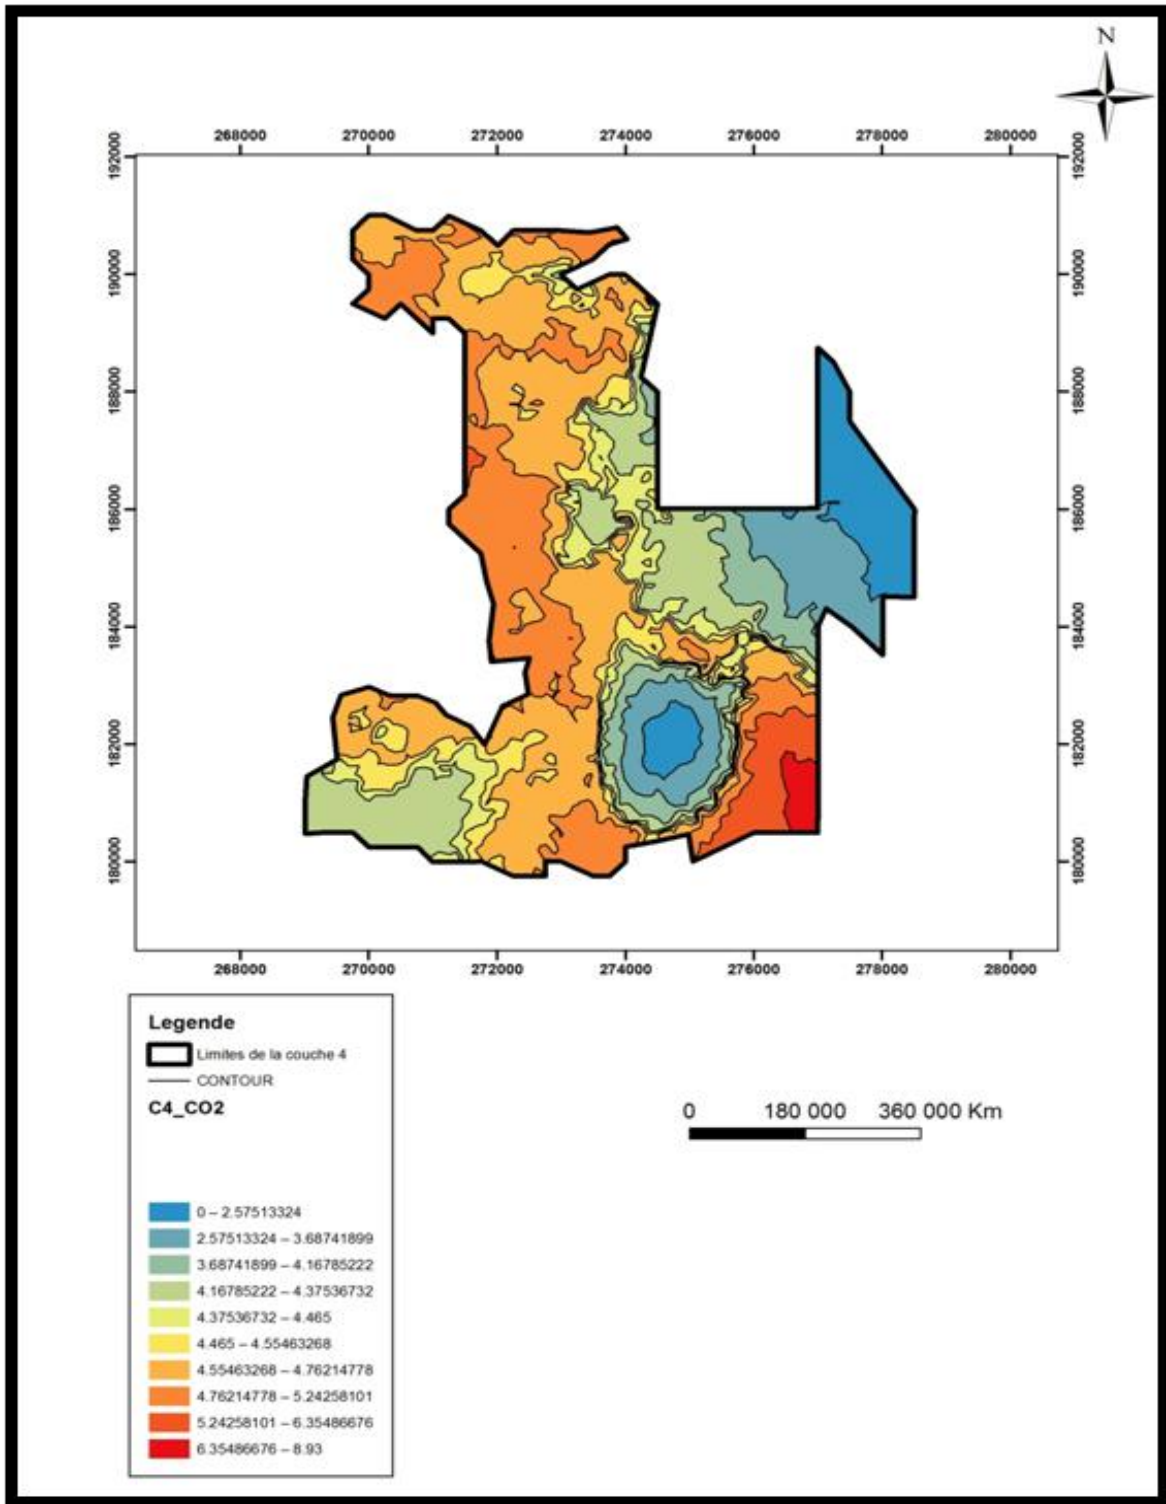 N
268000 270000 272000 274000 276000 278000 280000
192000 192000
190000 190000
188000 188000
186000 186000
184000 184000
182000 182000
180000 180000
268000 270000 272000 274000 276000 278000 280000
Legende
Limites de la couche 4
CONTOUR
C4_CO2
0 180 000 360 000 Km
0 – 2.57513324
2.57513324 – 3.68741899
3.68741899 – 4.16785222
4.16785222 – 4.37536732
4.37536732 – 4.465
4.465 – 4.55463268
4.55463268 – 4.76214778
4.76214778 – 5.24258101
5.24258101 – 6.35486676
6.35486676 – 8.93